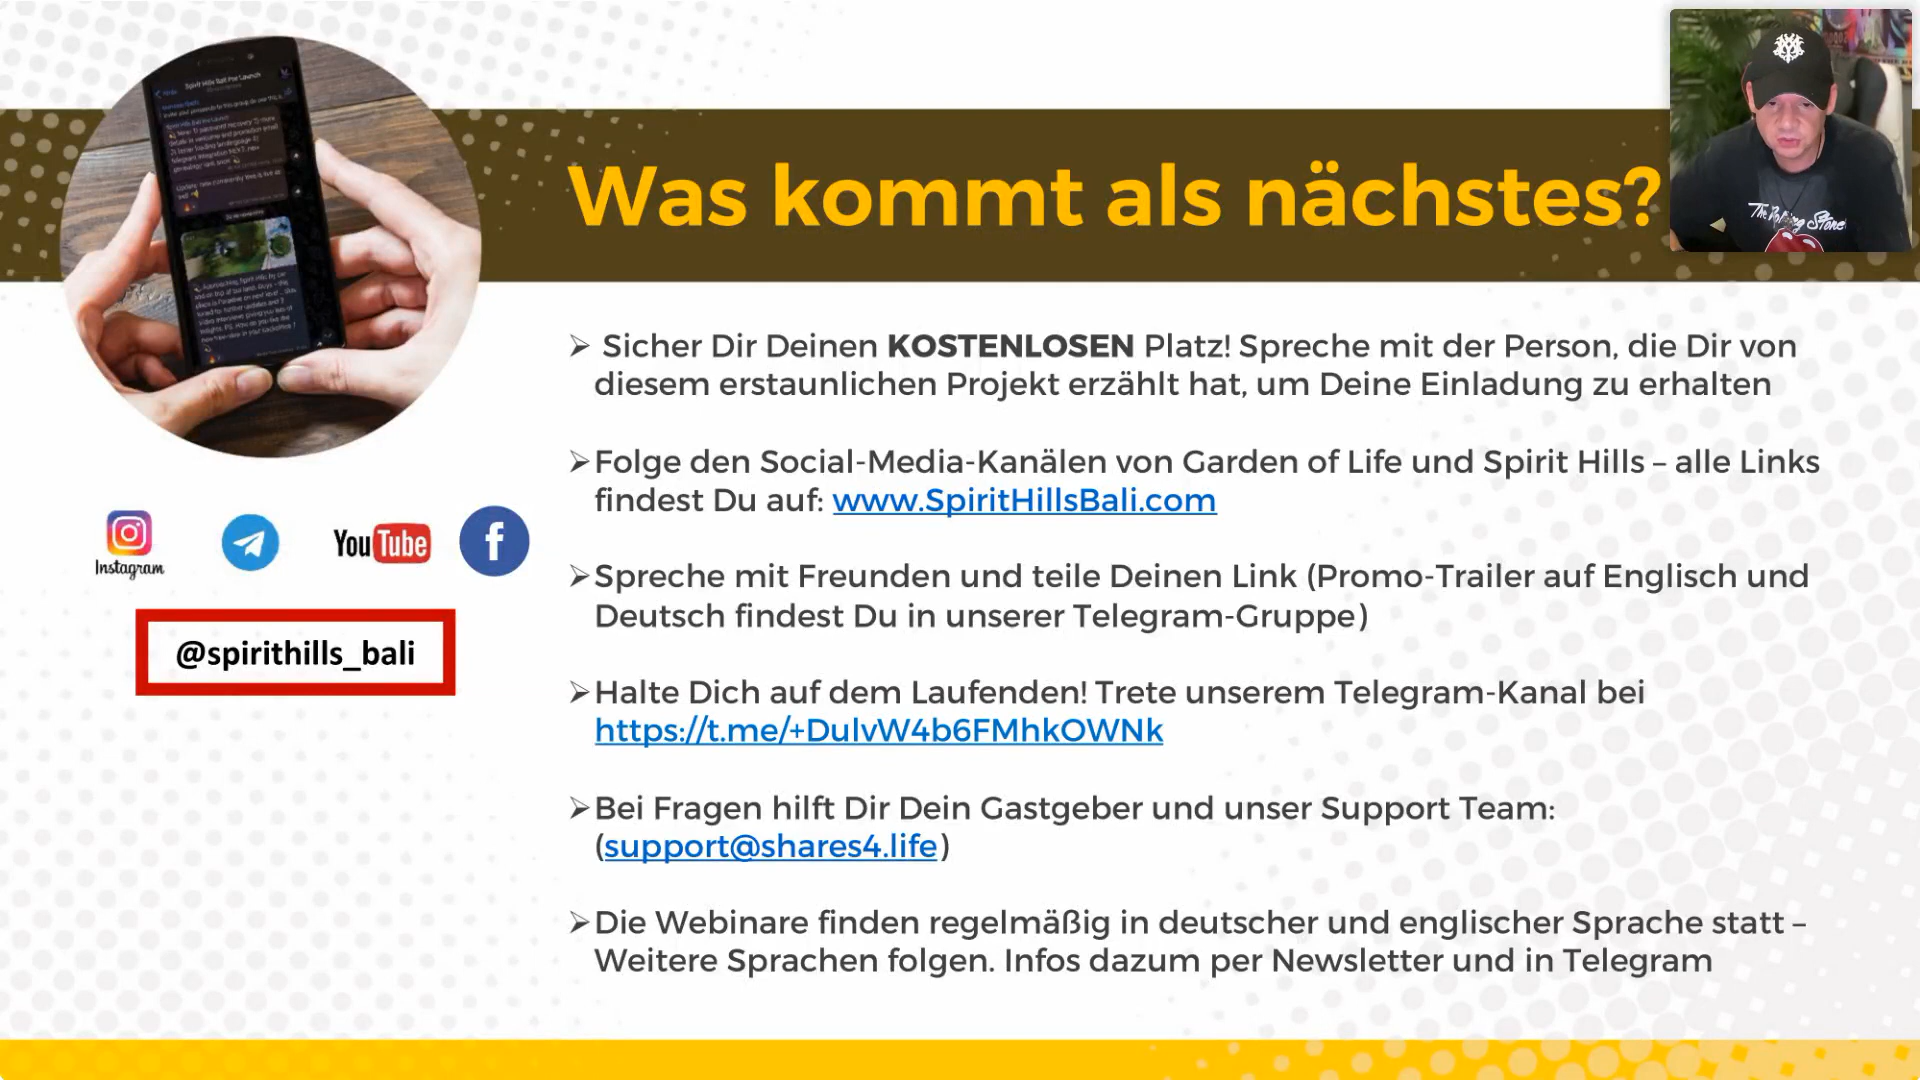 Was kommt als nächstes?
The Rolling Stones
➢ Sicher Dir Deinen KOSTENLOSEN Platz! Spreche mit der Person, die Dir von
diesem erstaunlichen Projekt erzählt hat, um Deine Einladung zu erhalten
➢Folge den Social-Media-Kanälen von Garden of Life und Spirit Hills – alle Links
findest Du auf: www.SpiritHillsBali.com
➢Spreche mit Freunden und teile Deinen Link (Promo-Trailer auf Englisch und
Deutsch findest Du in unserer Telegram-Gruppe)
➢Halte Dich auf dem Laufenden! Trete unserem Telegram-Kanal bei
https://t.me/+DulvW4b6FMhkOWNk
➢Bei Fragen hilft Dir Dein Gastgeber und unser Support Team:
(support@shares4.life)
➢Die Webinare finden regelmäßig in deutscher und englischer Sprache statt –
Weitere Sprachen folgen. Infos dazum per Newsletter und in Telegram
Instagram
YouTube
f
@spirithills_bali